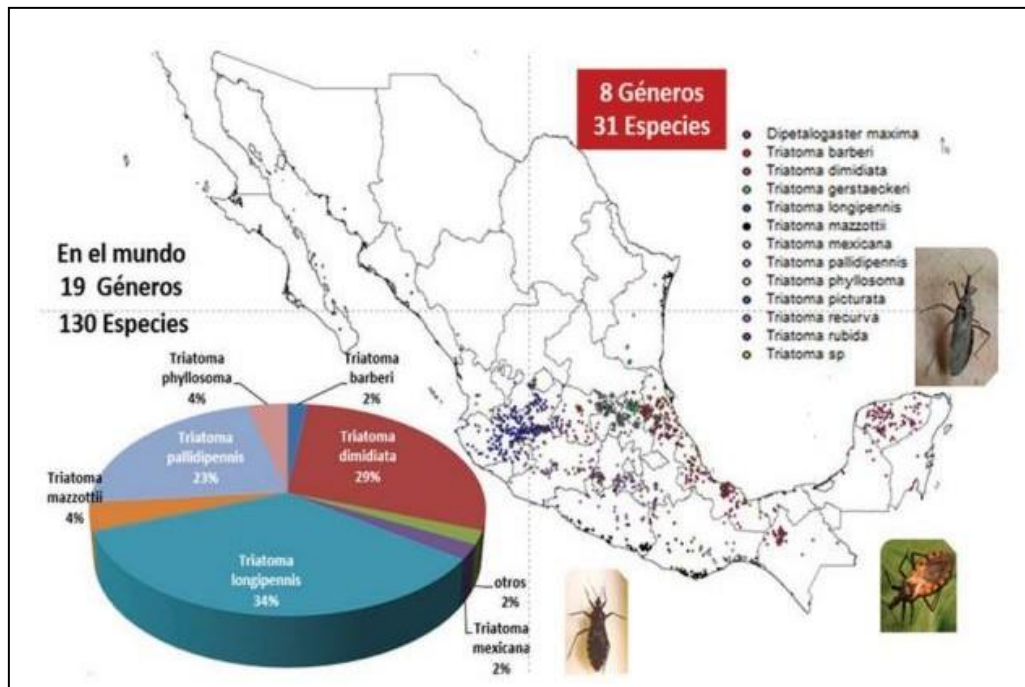 8 Géneros
31 Especies
Dipetalogaster maxima
Triatoma barberi
Triatoma dimidiata
Triatoma gerstaeckeri
Triatoma longipennis
Triatoma mazzottii
Triatoma mexicana
Triatoma pallidipennis
Triatoma phyllosoma
Triatoma picturata
Triatoma recurva
Triatoma rubida
Triatoma sp
En el mundo
19 Géneros
130 Especies
Triatoma
phyllosoma
4%
Triatoma
barberi
2%
Triatoma
dimidiata
29%
Triatoma
pallidipennis
23%
Triatoma
mazzottii
4%
Triatoma
longipennis
34%
otros
2%
Triatoma
mexicana
2%